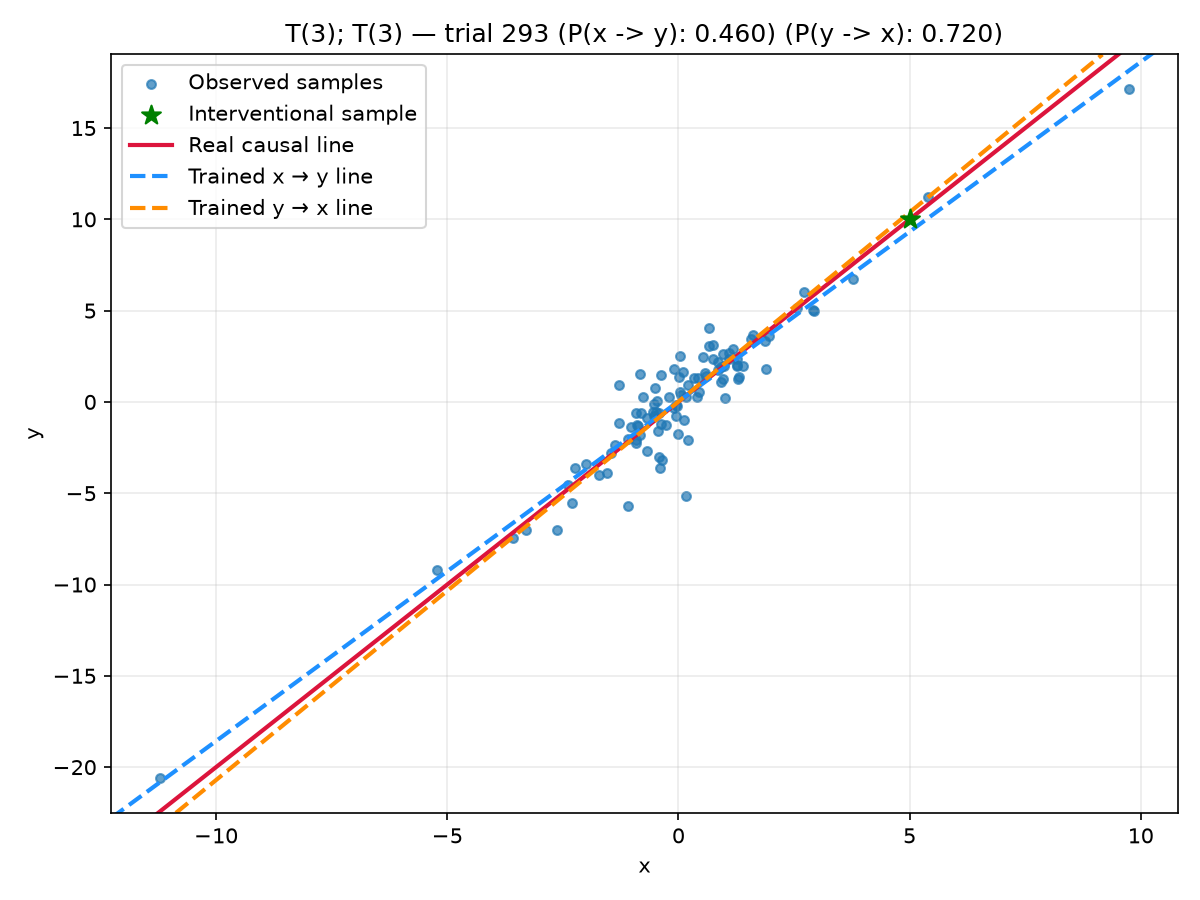 T(3); T(3) — trial 293 (P(x -> y): 0.460) (P(y -> x): 0.720)
Observed samples
Interventional sample
Real causal line
Trained x → y line
Trained y → x line
15
10
5
0
−5
−10
−15
−20
y
−10
−5
0
5
10
x